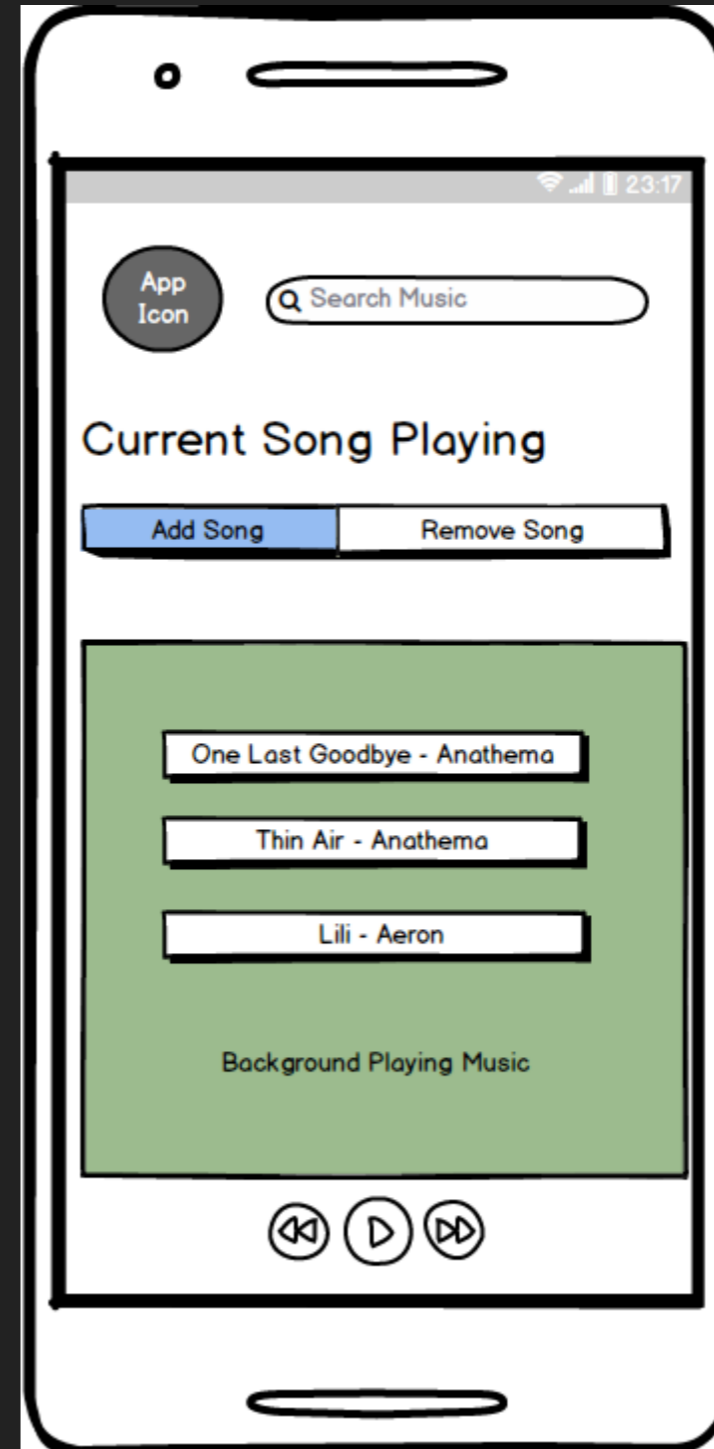 23:17
App
Icon
Search Music
Current Song Playing
Add Song
Remove Song
One Last Goodbye - Anathema
Thin Air - Anathema
Lili - Aeron
Background Playing Music